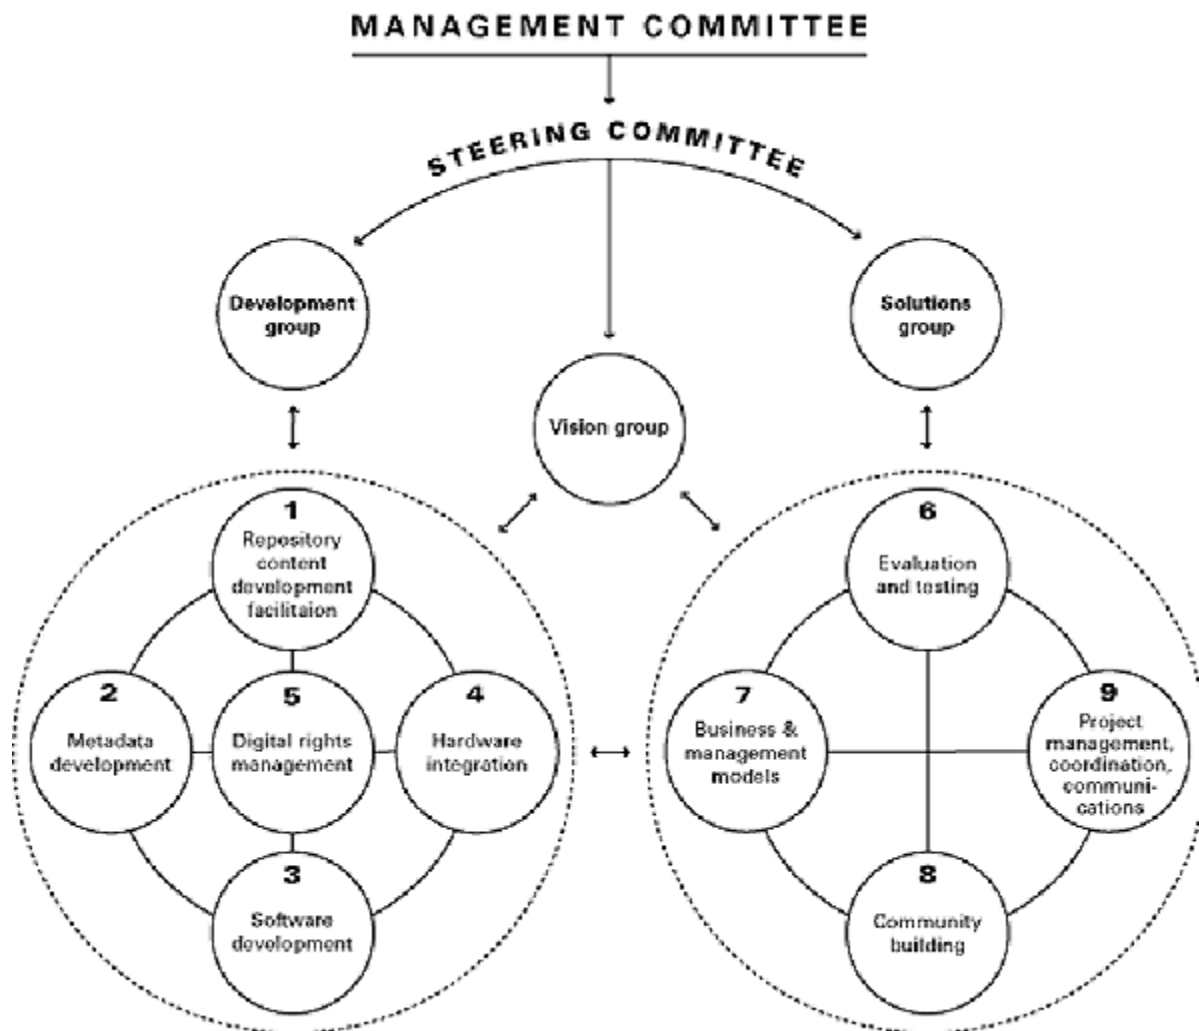 MANAGEMENT COMMITTEE
STEERING COMMITTEE
Development
group
Solutions
group
Vision group
1
Repository
content
development
facilitaion
2
Metadata
development
5
Digital rights
management
4
Hardware
integration
3
Software
development
6
Evaluation
and testing
7
Business &
management
models
9
Project
management,
coordination,
communi-
cations
8
Community
building